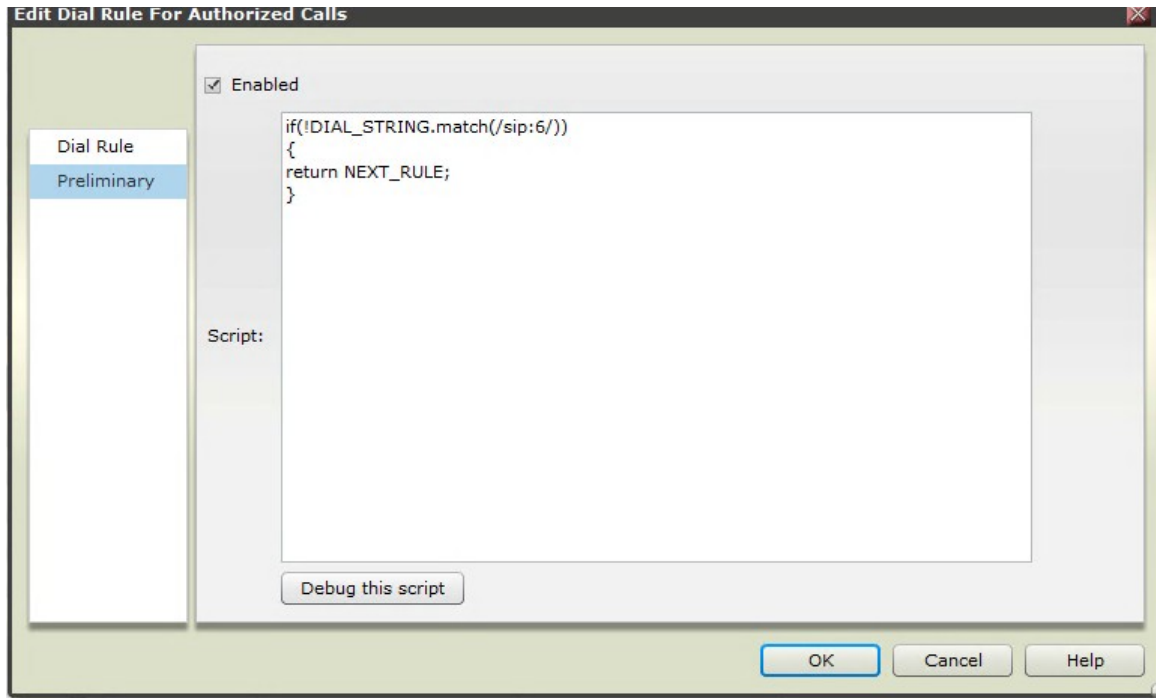 Edit Dial Rule For Authorized Calls
Enabled
Dial Rule
Preliminary
if(!DIAL_STRING.match(/sip:6/))
{
return NEXT_RULE;
}
Script:
Debug this script
OK
Cancel
Help